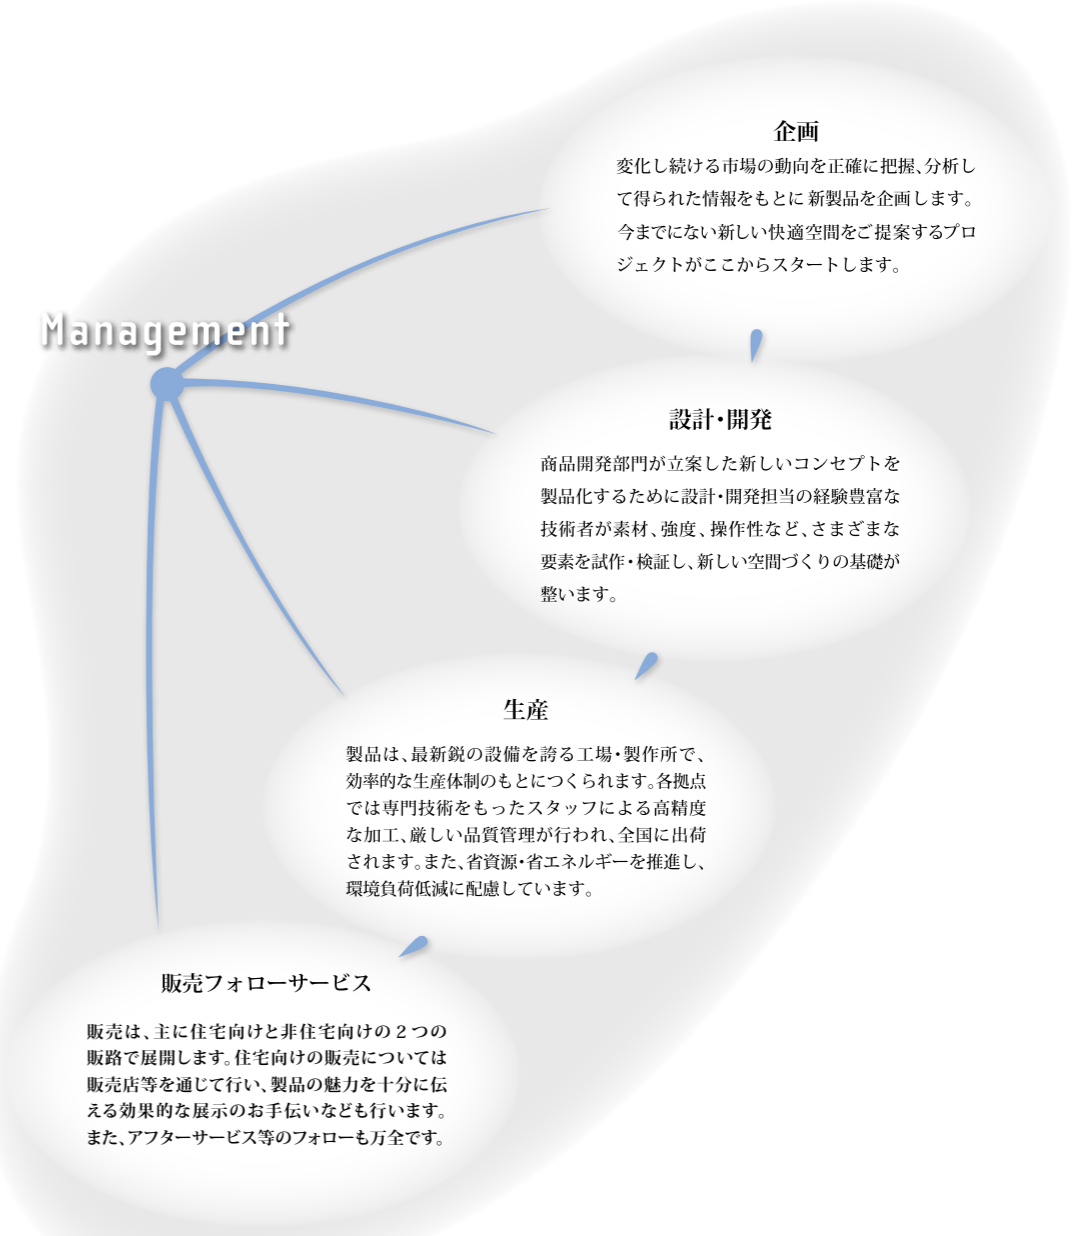 企画
変化し続ける市場の動向を正確に把握、分析し
て得られた情報をもとに新製品を企画します。
今までにない新しい快適空間をご提案するプロ
ジェクトがここからスタートします。
Management
設計・開発
商品開発部門が立案した新しいコンセプトを
製品化するために設計・開発担当の経験豊富な
技術者が素材、強度、操作性など、さまざまな
要素を試作・検証し、新しい空間づくりの基礎が
整います。
生産
製品は、最新鋭の設備を誇る工場・製作所で、
効率的な生産体制のもとにつくられます。各拠点
では専門技術をもったスタッフによる高精度
な加工、厳しい品質管理が行われ、全国に出荷
されます。また、省資源・省エネルギーを推進し、
環境負荷低減に配慮しています。
販売フォローサービス
販売は、主に住宅向けと非住宅向けの2つの
販路で展開します。住宅向けの販売については
販売店等を通じて行い、製品の魅力を十分に伝
える効果的な展示のお手伝いなども行います。
また、アフターサービス等のフォローも万全です。